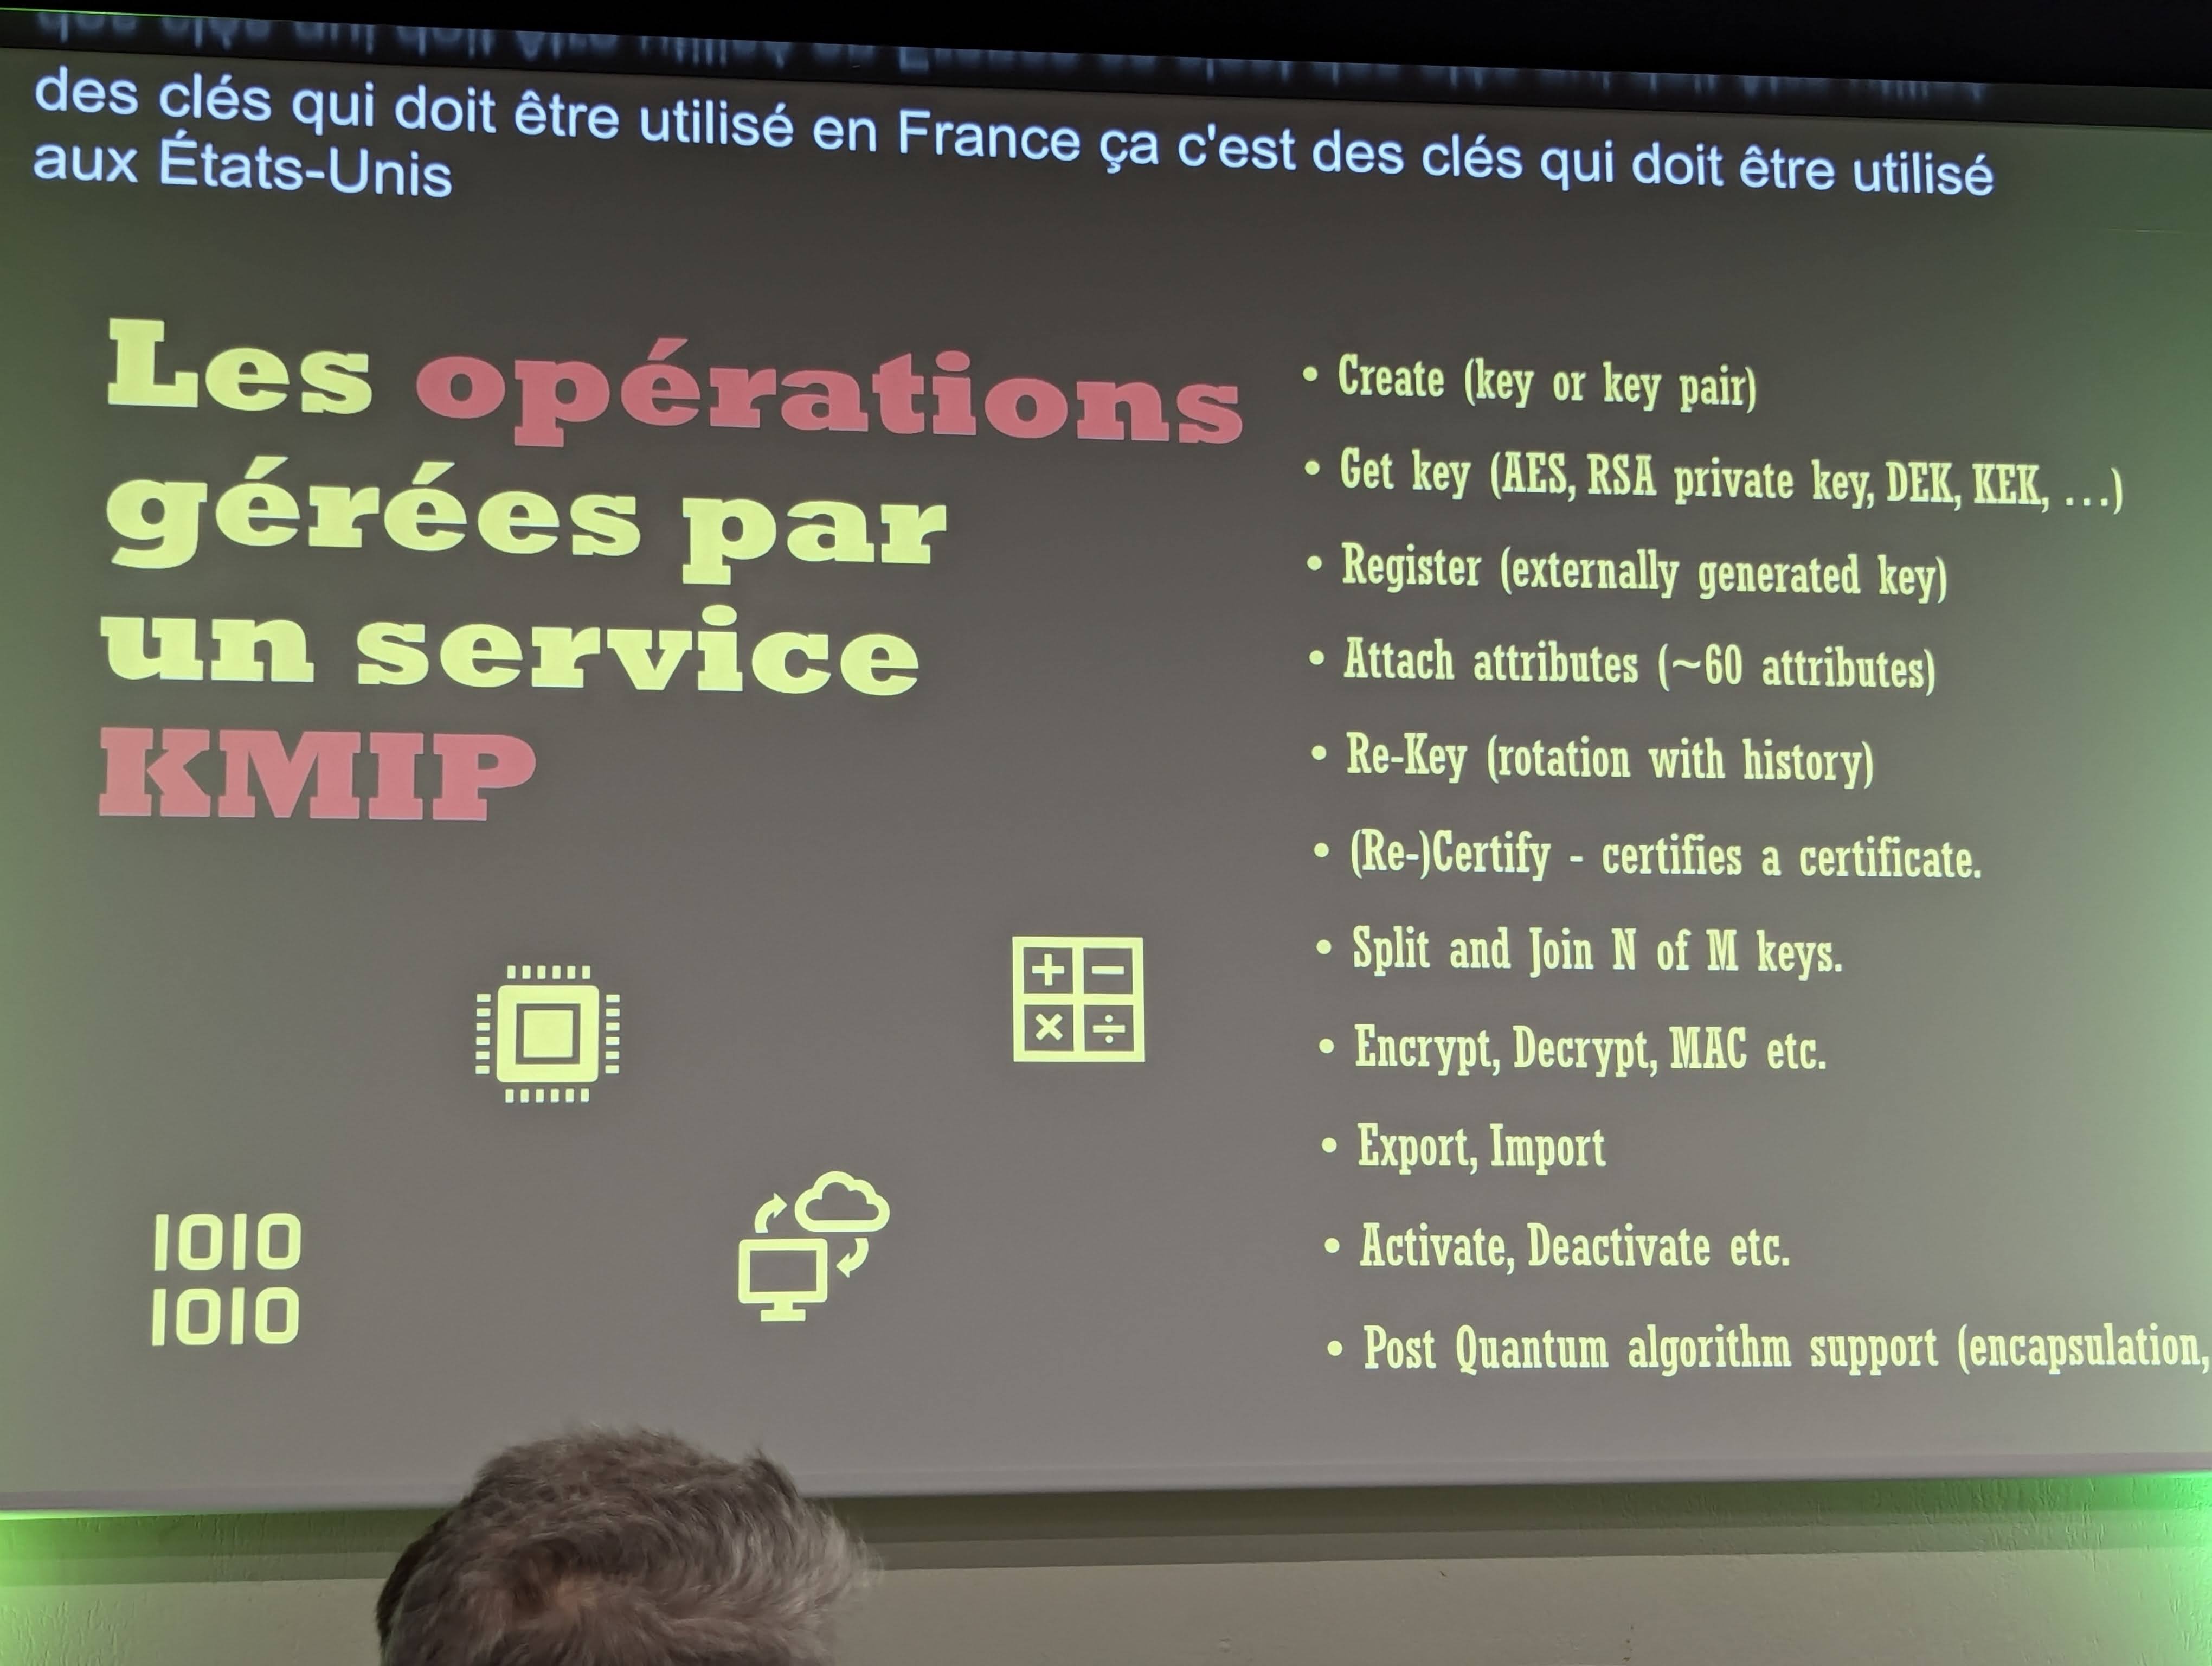 des clés qui doit être utilisé en France ça c'est des clés qui doit être utilisé
aux États-Unis
Les opérations
gérées par
un service
KMIP
• Create (key or key pair)
• Get key (AES, RSA private key, DEK, KEK, ...)
• Register (externally generated key)
• Attach attributes (~60 attributes)
• Re-Key (rotation with history)
• (Re-)Certify - certifies a certificate.
• Split and Join N of M keys.
• Encrypt, Decrypt, MAC etc.
• Export, Import
• Activate, Deactivate etc.
• Post Quantum algorithm support (encapsulation,
+ −
× ÷
1010
1010